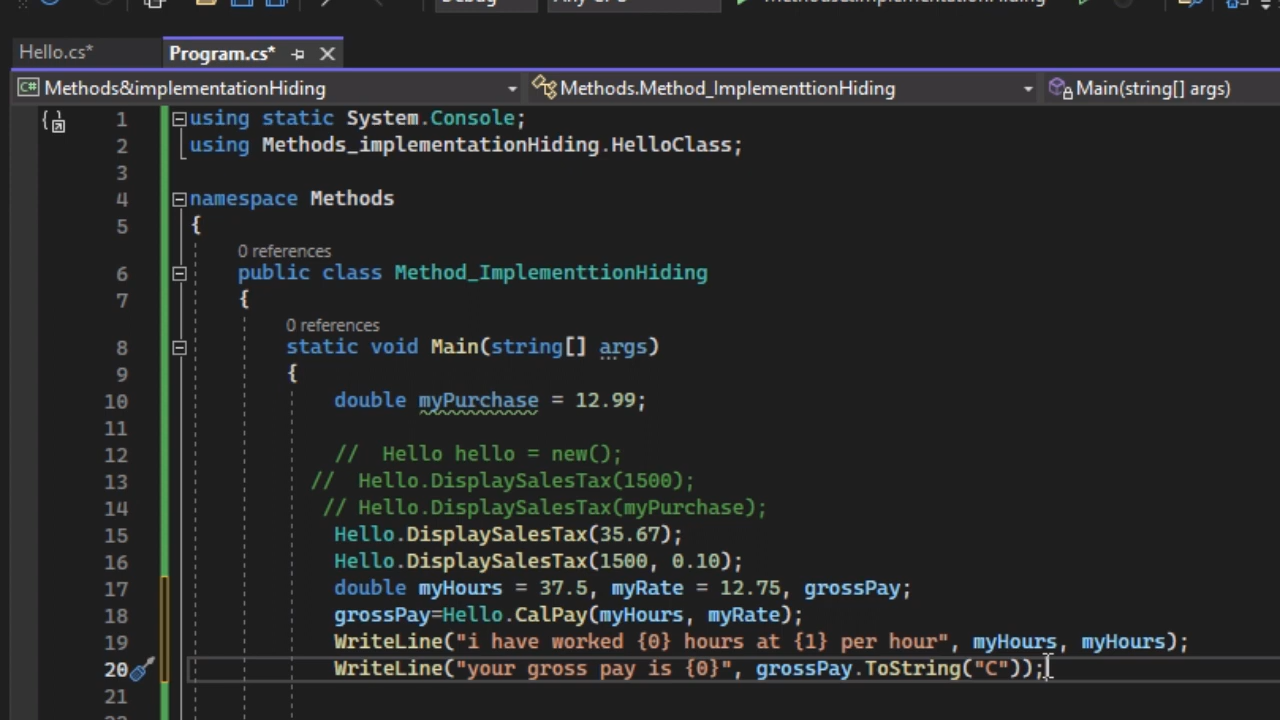 Hello.cs*
Program.cs*
Methods&implementationHiding
Methods.Method_ImplementtionHiding
Main(string[] args)
1 using static System.Console;
2 using Methods_implementationHiding.HelloClass;
3
4 namespace Methods
5 {
0 references
6 public class Method_ImplementtionHiding
7 {
0 references
8 static void Main(string[] args)
9 {
10 double myPurchase = 12.99;
11
12 // Hello hello = new();
13 // Hello.DisplaySalesTax(1500);
14 // Hello.DisplaySalesTax(myPurchase);
15 Hello.DisplaySalesTax(35.67);
16 Hello.DisplaySalesTax(1500, 0.10);
17 double myHours = 37.5, myRate = 12.75, grossPay;
18 grossPay=Hello.CalPay(myHours, myRate);
19 WriteLine("i have worked {0} hours at {1} per hour", myHours, myHours);
20 WriteLine("your gross pay is {0}", grossPay.ToString("C"));
21